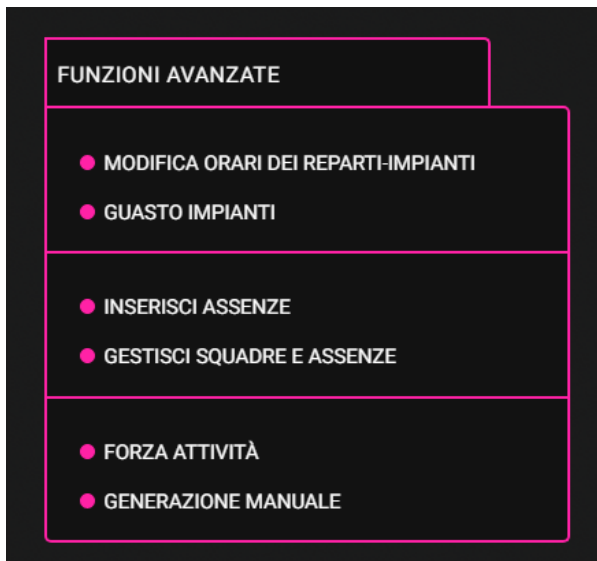 FUNZIONI AVANZATE
MODIFICA ORARI DEI REPARTI-IMPIANTI
GUASTO IMPIANTI
INSERISCI ASSENZE
GESTISCI SQUADRE E ASSENZE
FORZA ATTIVITÀ
GENERAZIONE MANUALE